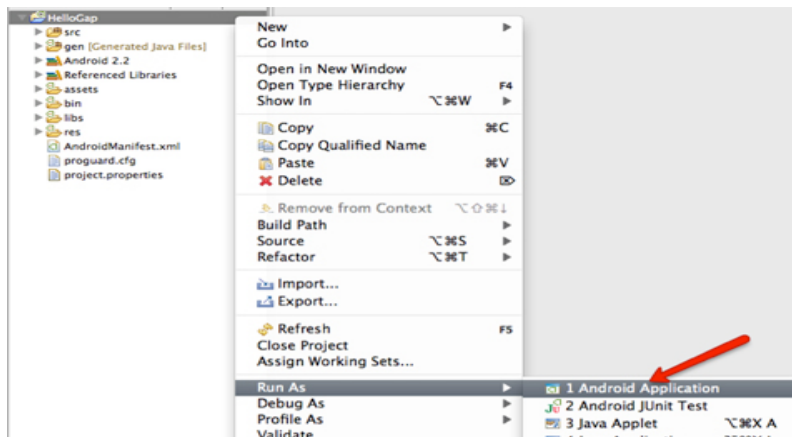 HelloGap
src
gen [Generated Java Files]
Android 2.2
Referenced Libraries
assets
bin
libs
res
AndroidManifest.xml
proguard.cfg
project.properties
New
Go Into
Open in New Window
Open Type Hierarchy F4
Show In ⌥⌘W
Copy ⌘C
Copy Qualified Name
Paste ⌘V
Delete ⌦
Remove from Context ⌥⇧⌘↓
Build Path
Source ⌥⌘S
Refactor ⌥⌘T
Import...
Export...
Refresh F5
Close Project
Assign Working Sets...
Run As
Debug As
Profile As
Validate
1 Android Application
2 Android JUnit Test
3 Java Applet ⌥⌘X A